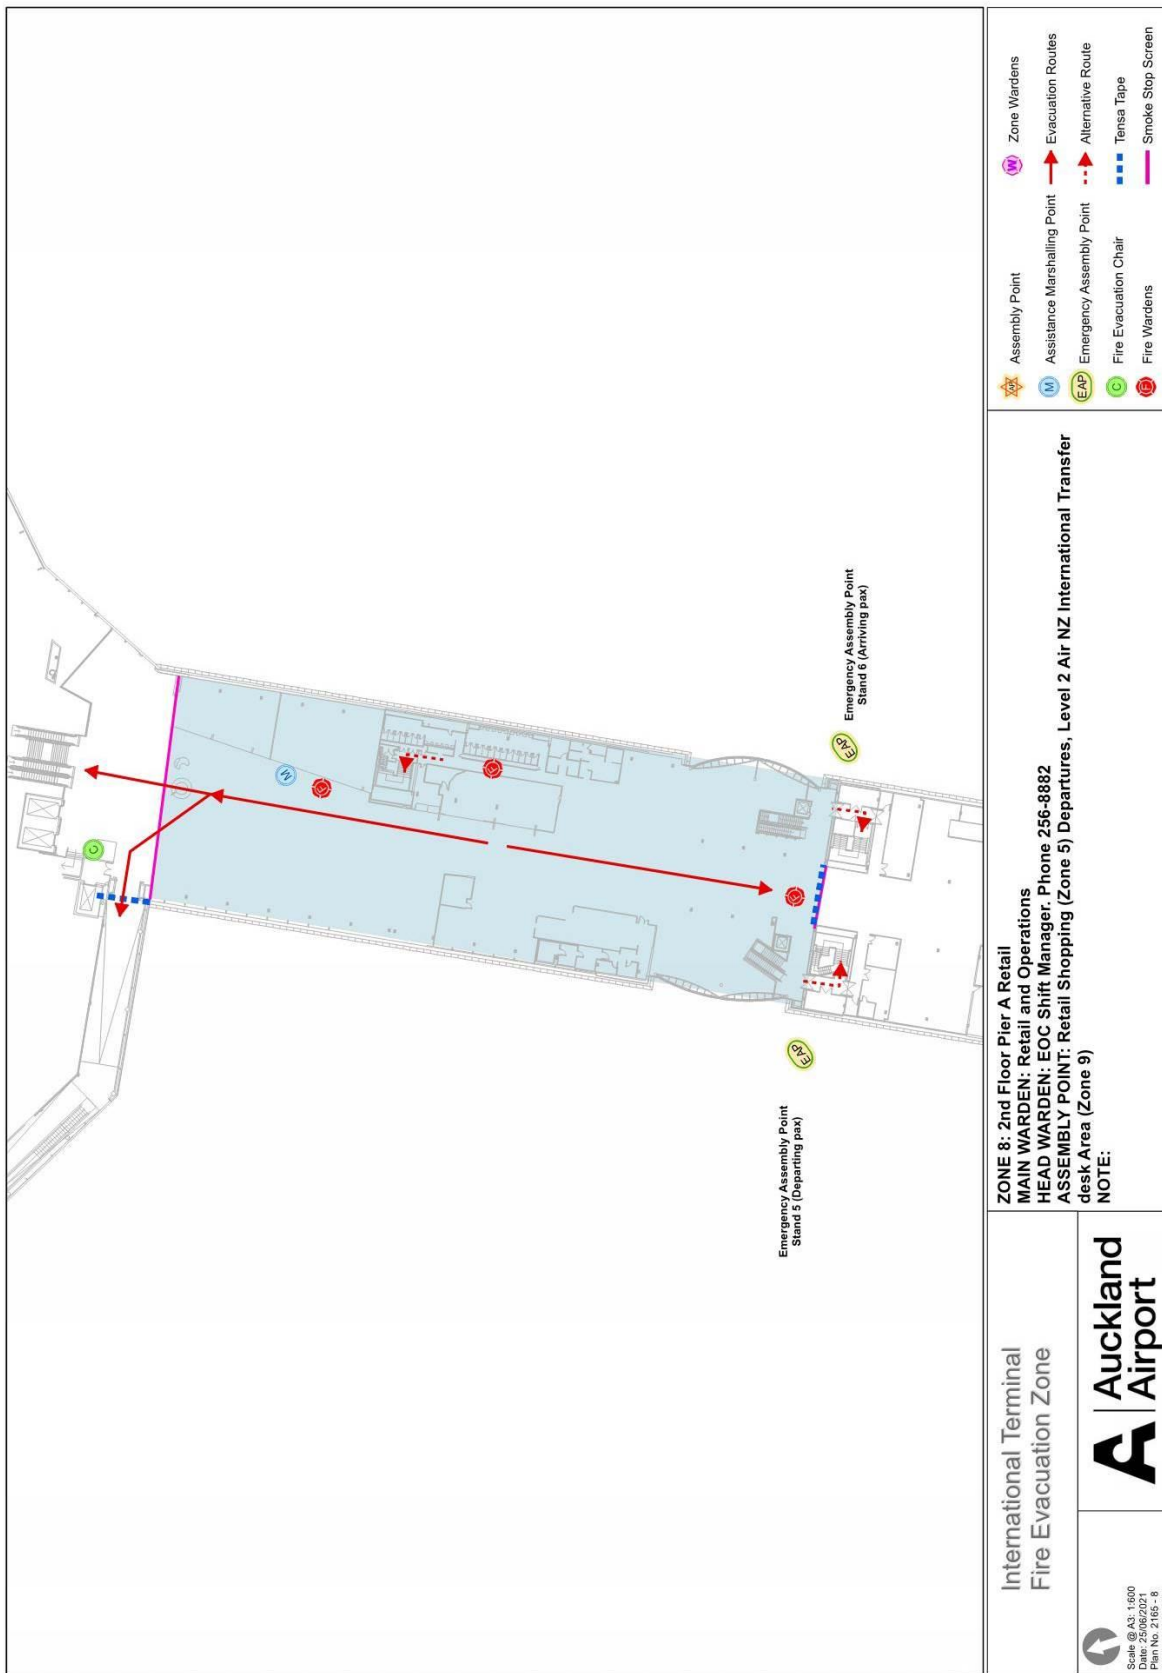 C
M
F
F
F
EAP
Emergency Assembly Point
Stand 6 (Arriving pax)
EAP
Emergency Assembly Point
Stand 5 (Departing pax)
International Terminal
Fire Evacuation Zone
Scale @ A3: 1:600
Date: 25/06/2021
Plan No. 2165 - 8
A | Auckland
Airport
ZONE 8: 2nd Floor Pier A Retail
MAIN WARDEN: Retail and Operations
HEAD WARDEN: EOC Shift Manager. Phone 256-8882
ASSEMBLY POINT: Retail Shopping (Zone 5) Departures, Level 2 Air NZ International Transfer
desk Area (Zone 9)
NOTE:
AP Assembly Point
M Assistance Marshalling Point
EAP Emergency Assembly Point
C Fire Evacuation Chair
F Fire Wardens
W Zone Wardens
Evacuation Routes
Alternative Route
Tensa Tape
Smoke Stop Screen